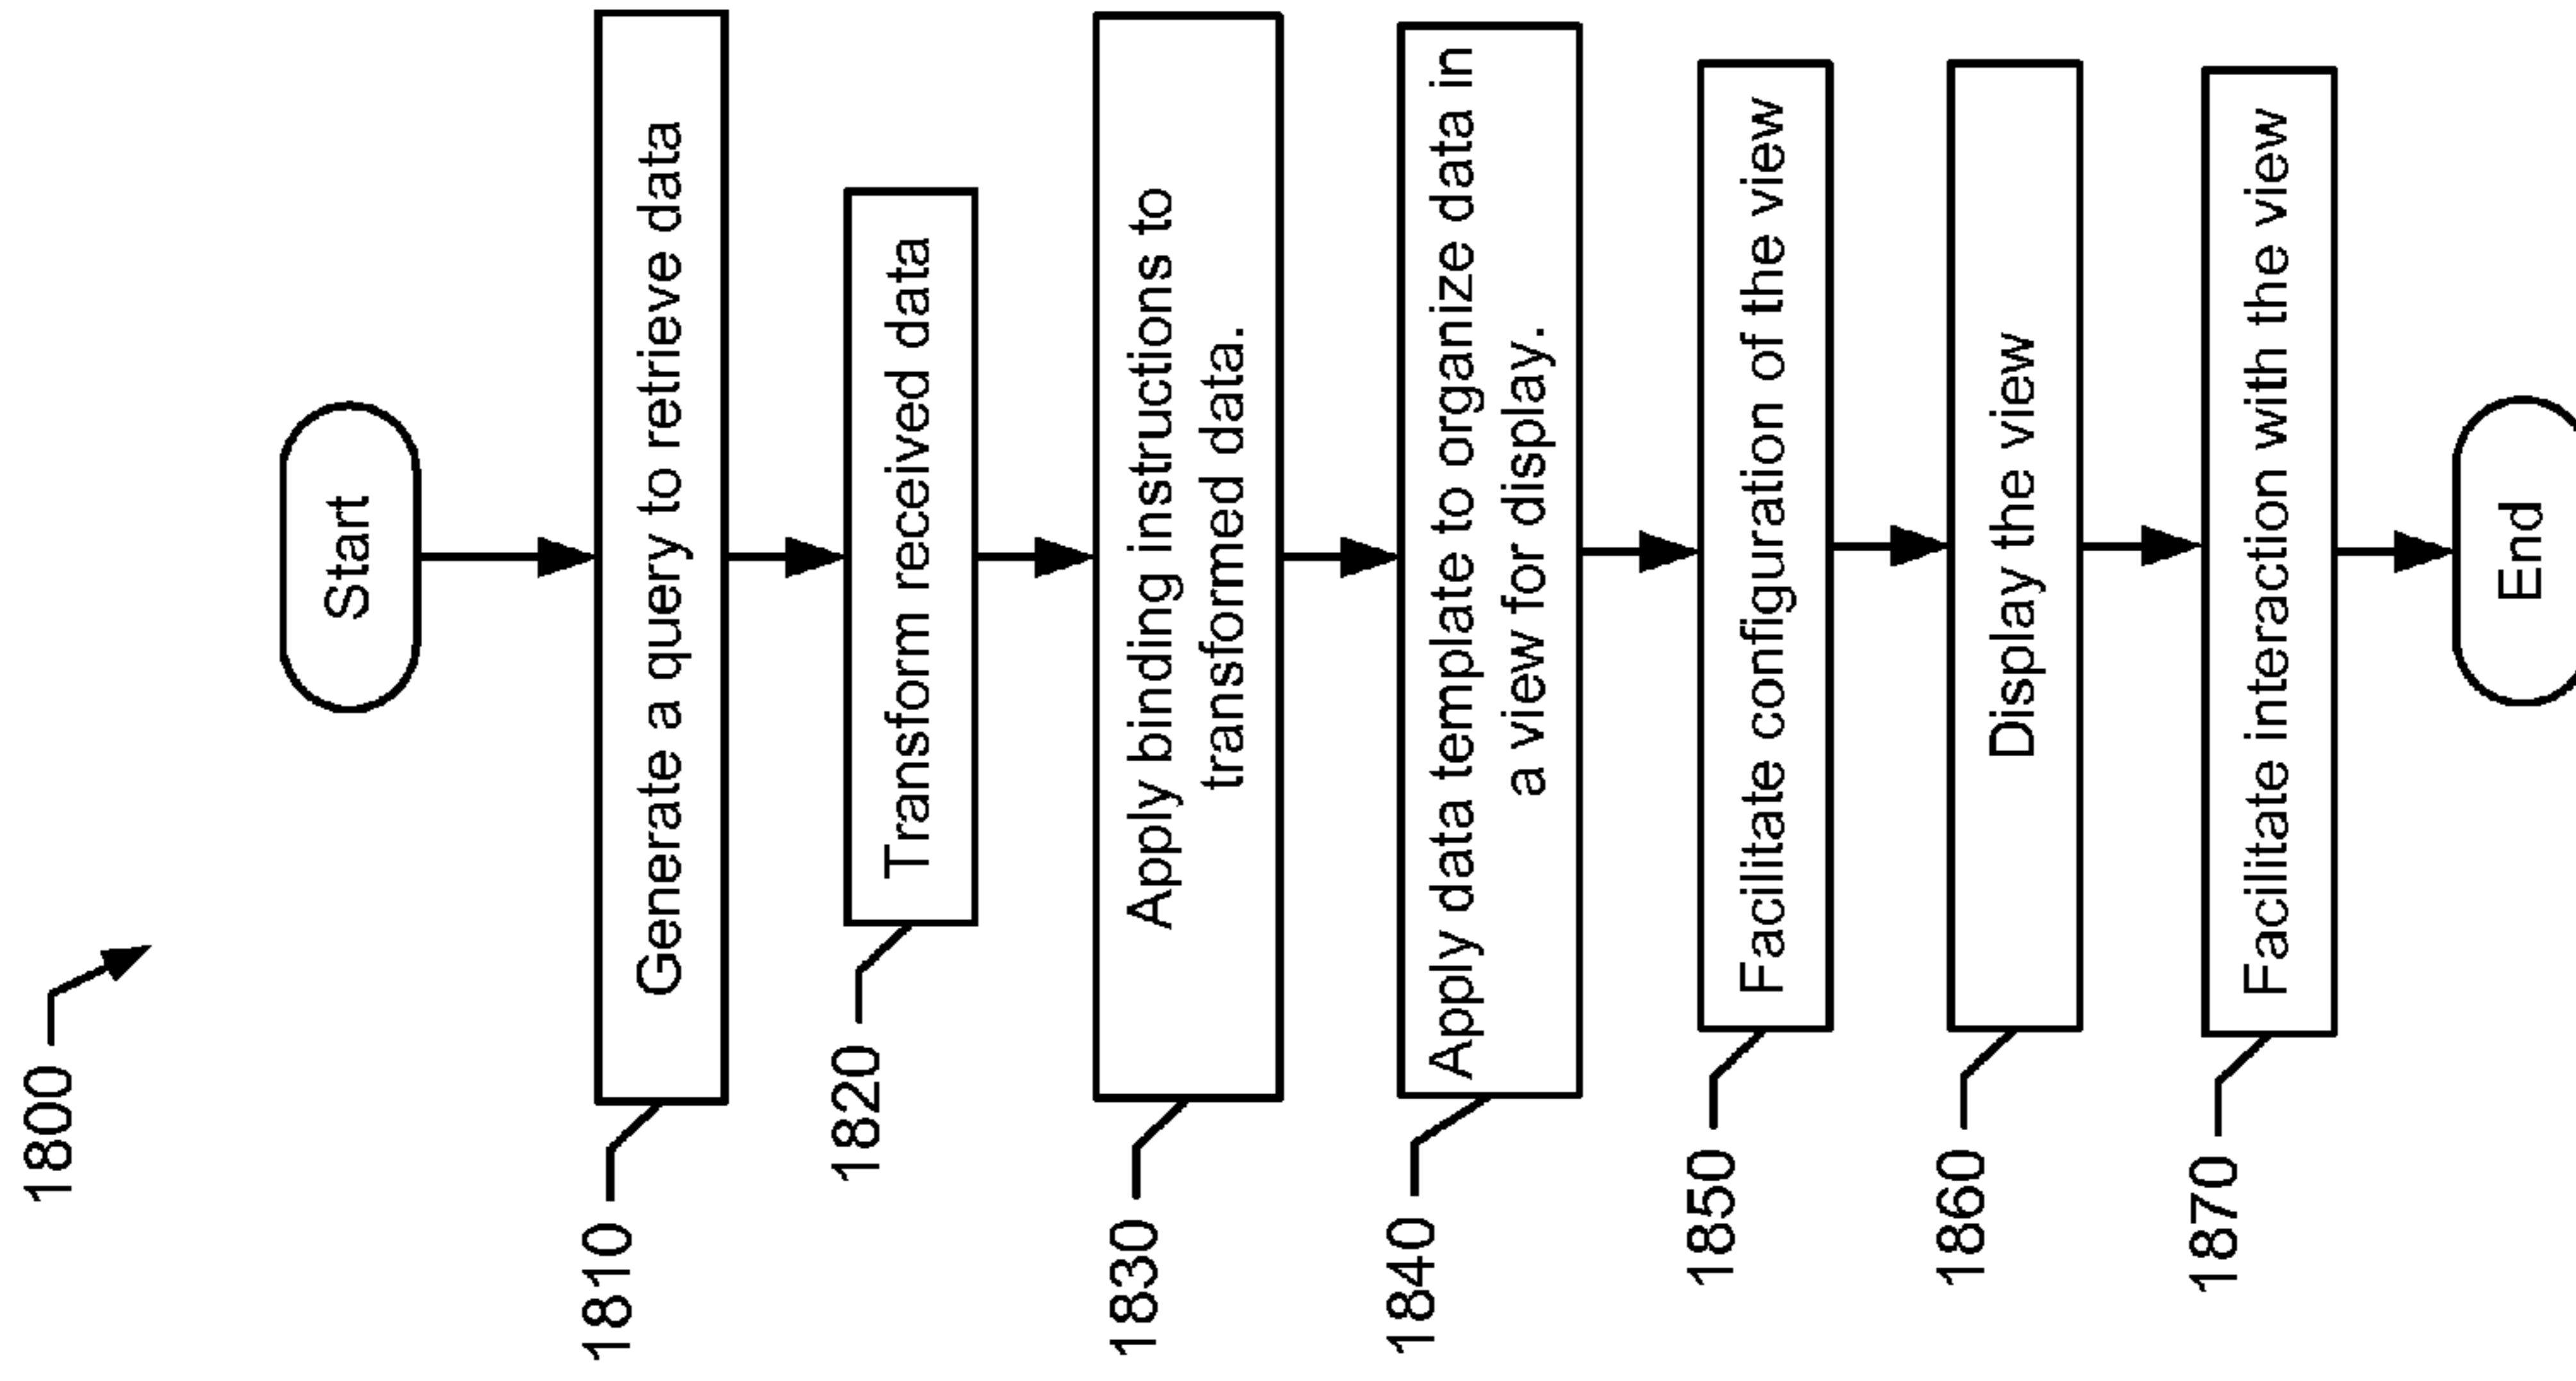 1800
Start
1810
Generate a query to retrieve data
1820
Transform received data
1830
Apply binding instructions to
transformed data.
1840
Apply data template to organize data in
a view for display.
1850
Facilitate configuration of the view
1860
Display the view
1870
Facilitate interaction with the view
End